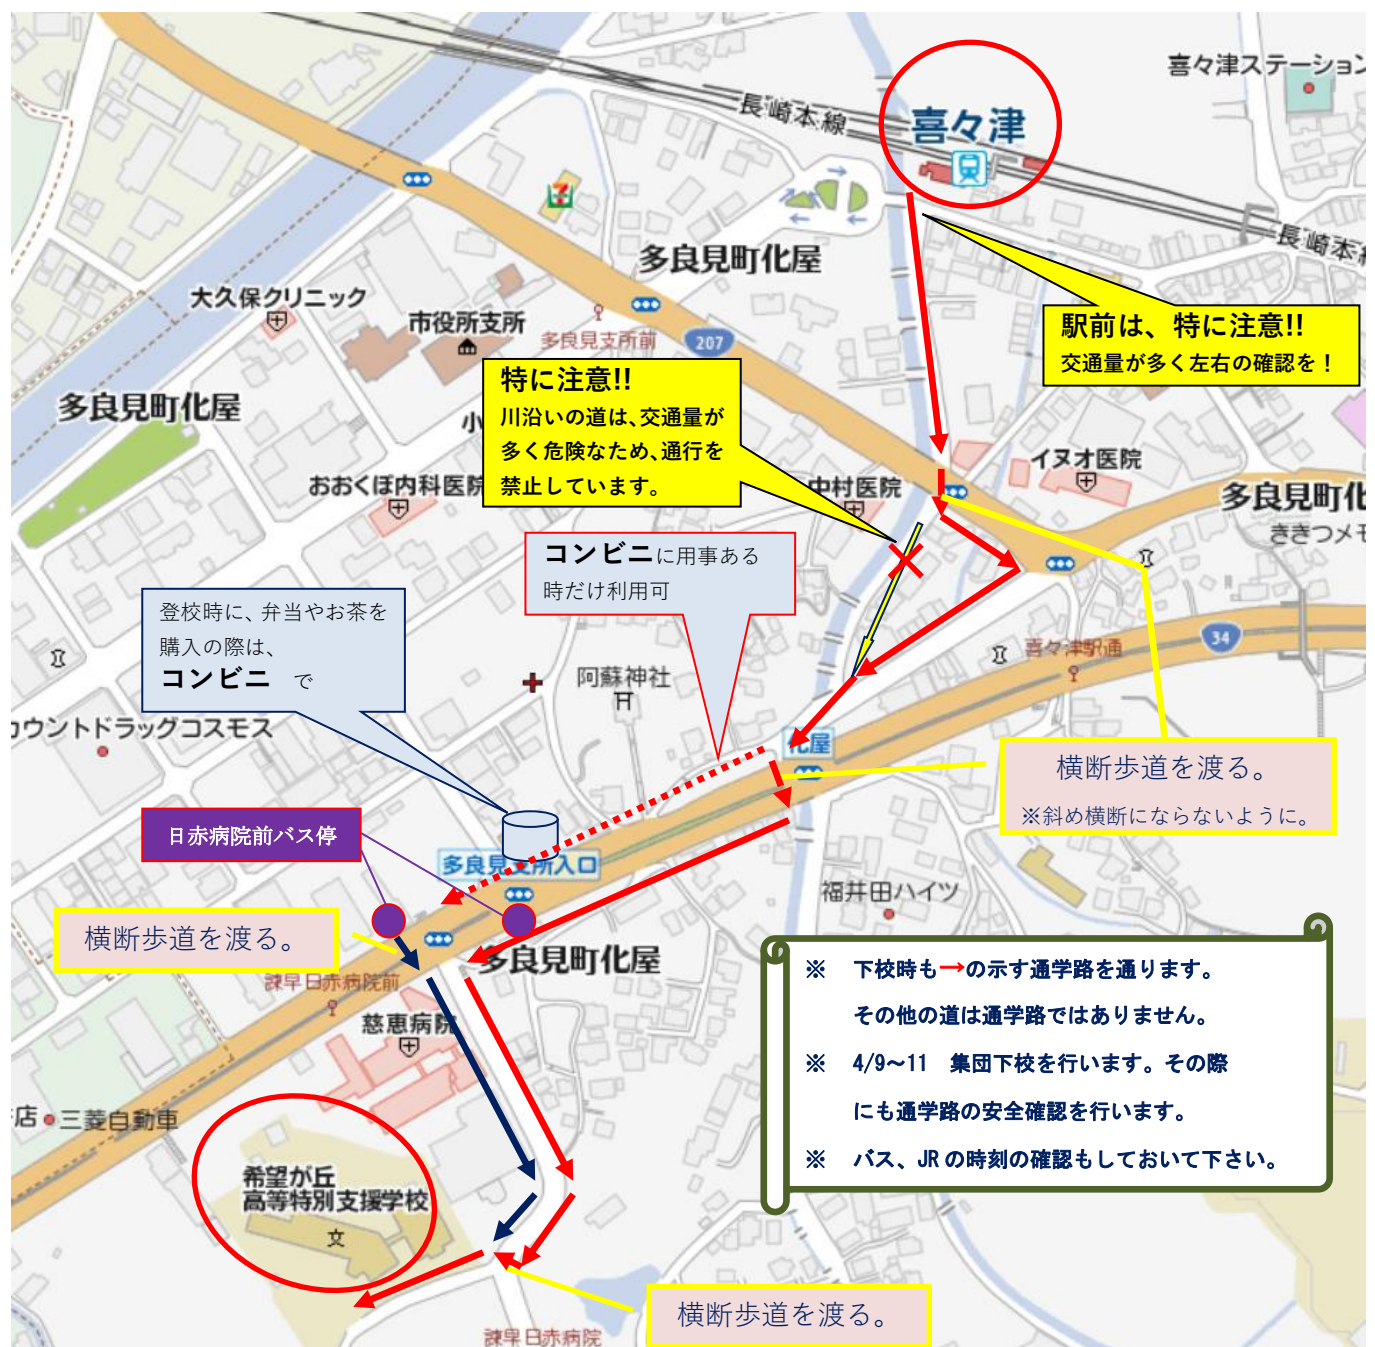 喜々津ステーション
長崎本線
喜々津
長崎本
多良見町化屋
大久保クリニック
市役所支所
多良見支所前
207
駅前は、特に注意!!
交通量が多く左右の確認を！
特に注意!!
川沿いの道は、交通量が
多く危険なため、通行を
禁止しています。
多良見町化屋
小
おおくぼ内科医院
中村医院
イヌオ医院
多良見町化
ききつメモ
コンビニに用事ある
時だけ利用可
登校時に、弁当やお茶を
購入の際は、
コンビニ　で
阿蘇神社
喜々津駅通
34
カウントドラッグコスモス
化屋
横断歩道を渡る。
※斜め横断にならないように。
日赤病院前バス停
多良見支所入口
福井田ハイツ
横断歩道を渡る。
多良見町化屋
諫早日赤病院前
慈恵病院
※　下校時も→の示す通学路を通ります。
その他の道は通学路ではありません。
※　4/9～11　集団下校を行います。その際
にも通学路の安全確認を行います。
※　バス、JRの時刻の確認もしておいて下さい。
店
三菱自動車
希望が丘
高等特別支援学校
文
横断歩道を渡る。
諫早日赤病院